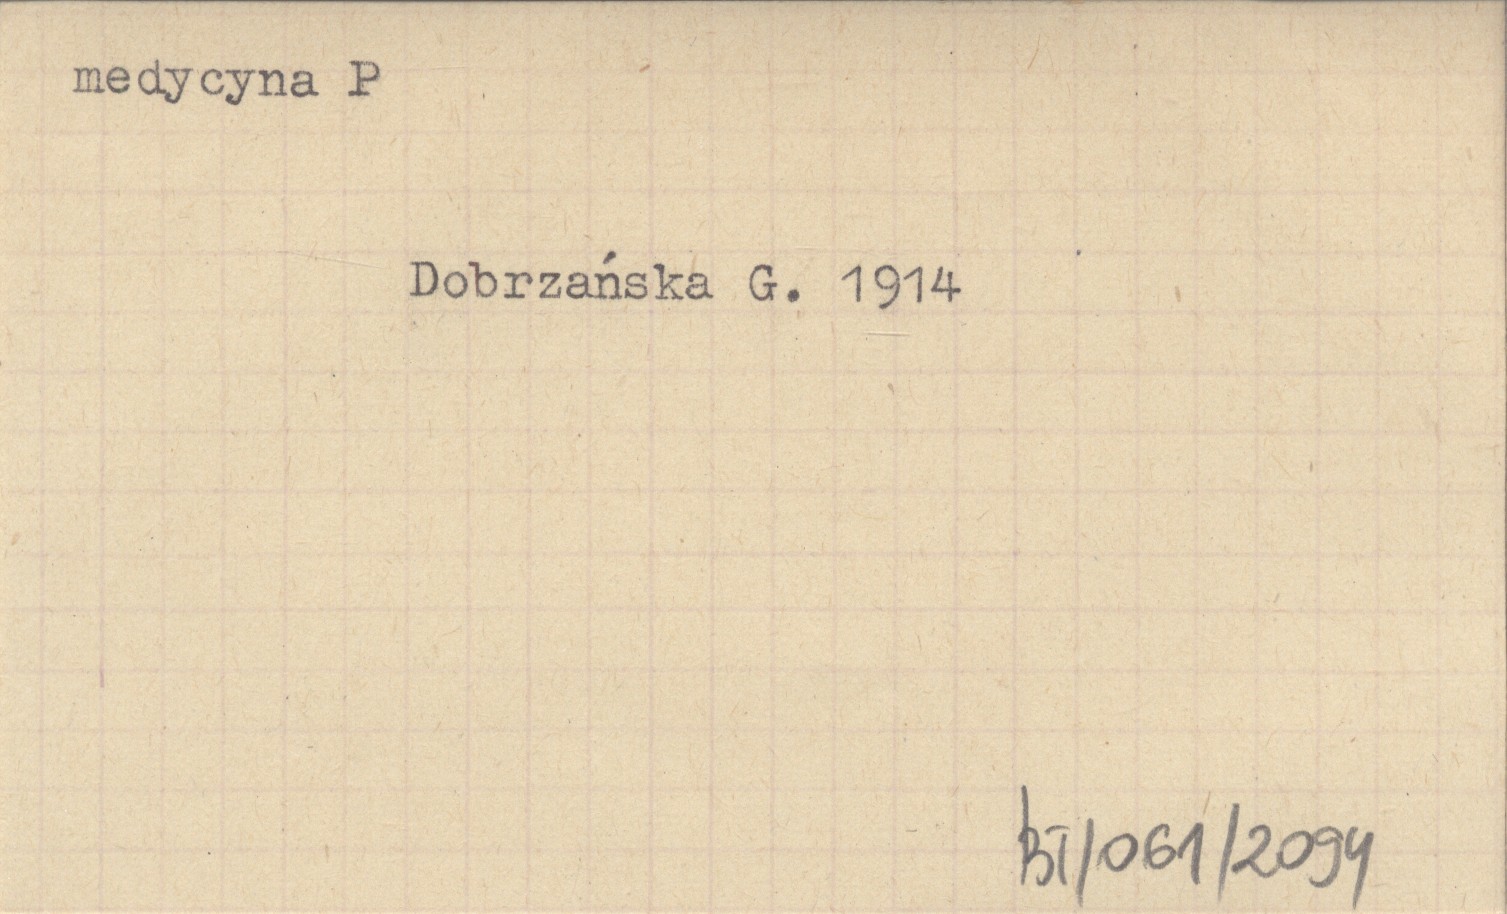 medycyna P
Dobrzańska G. 1914
BI/061/2094